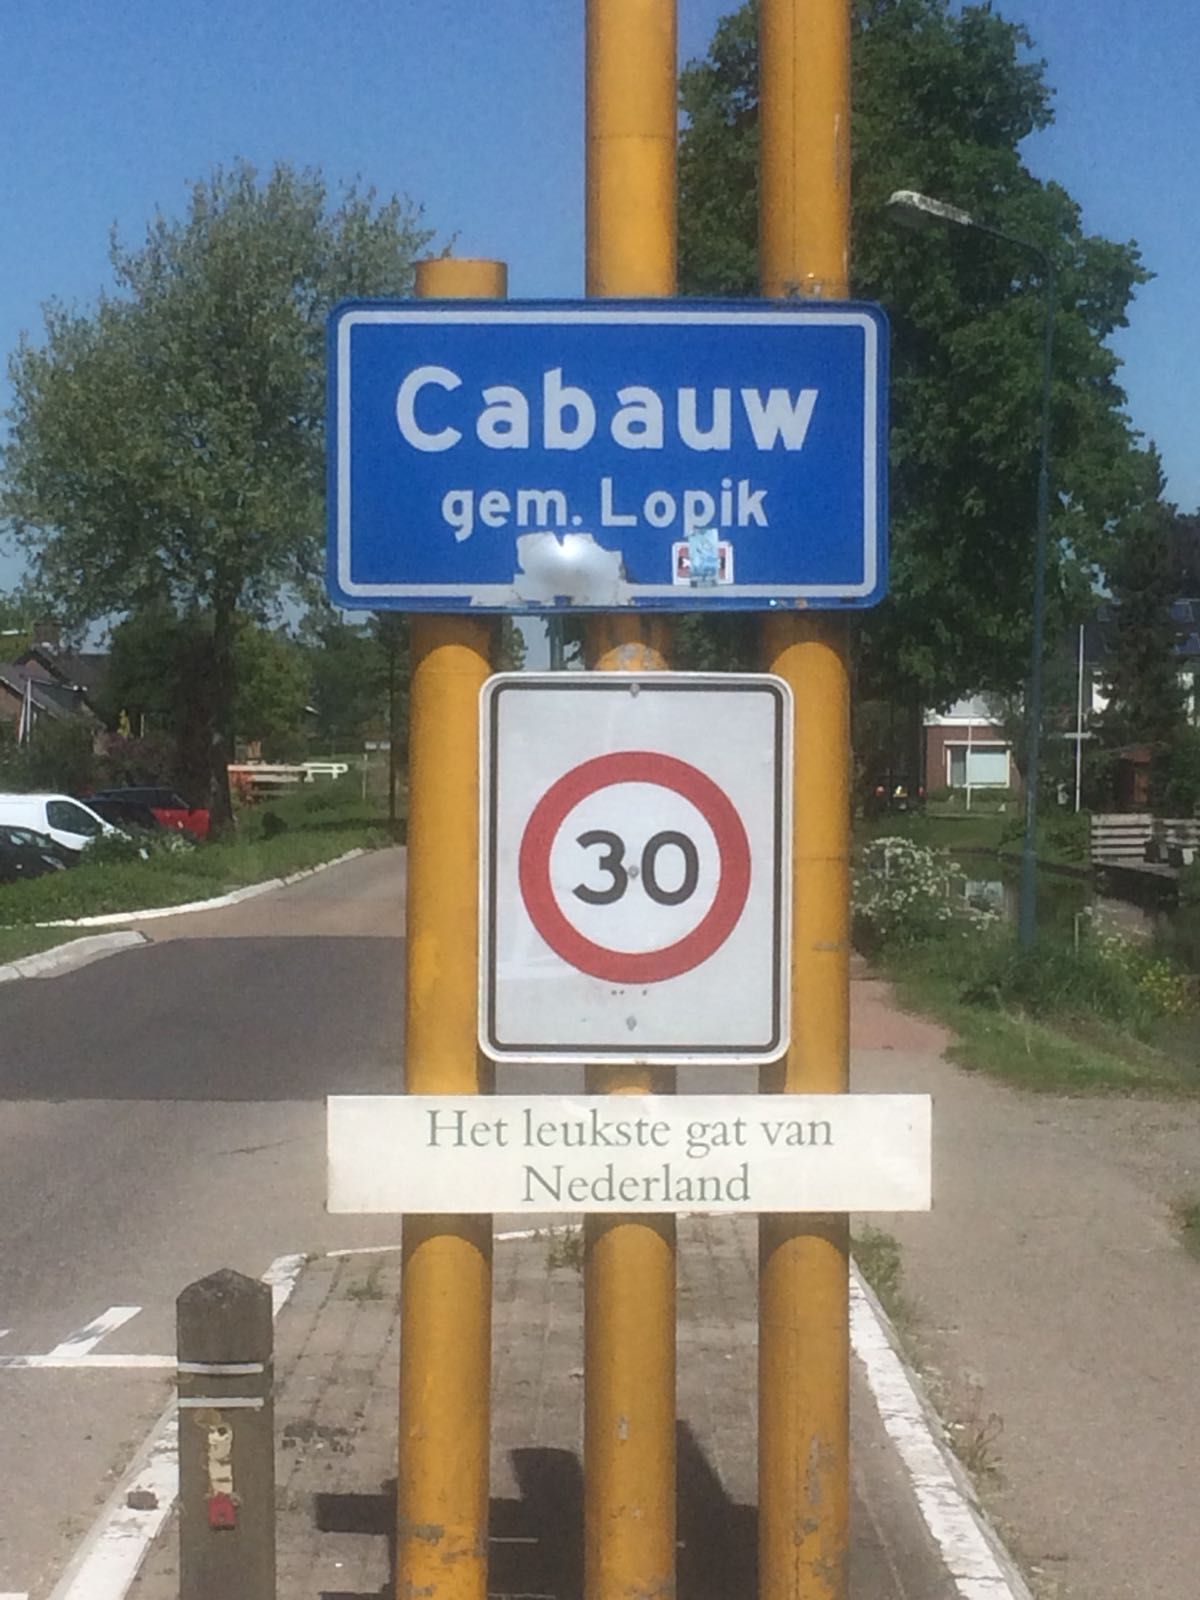 Cabauw
gem. Lopik
30
Het leukste gat van
Nederland